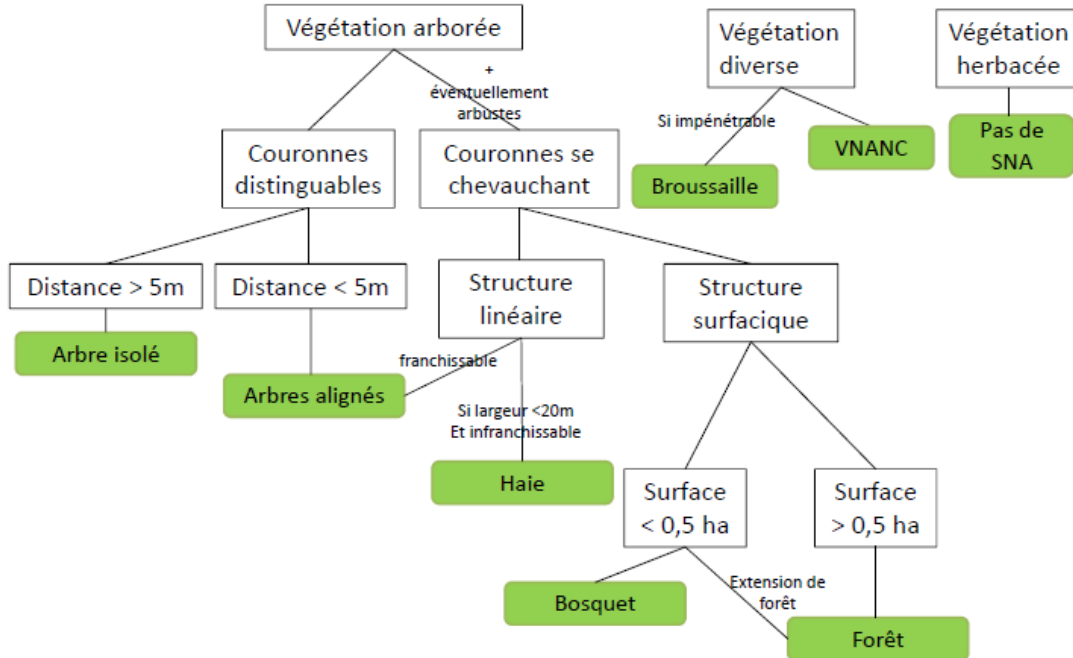 Végétation arborée
Végétation
diverse
Végétation
herbacée
+
éventuellement
arbustes
Si impénétrable
Pas de
SNA
VNANC
Broussaille
Couronnes
distinguables
Couronnes se
chevauchant
Distance > 5m
Distance < 5m
Structure
linéaire
Structure
surfacique
Arbre isolé
Arbres alignés
franchissable
Si largeur <20m
Et infranchissable
Haie
Surface
< 0,5 ha
Surface
> 0,5 ha
Bosquet
Extension de
forêt
Forêt